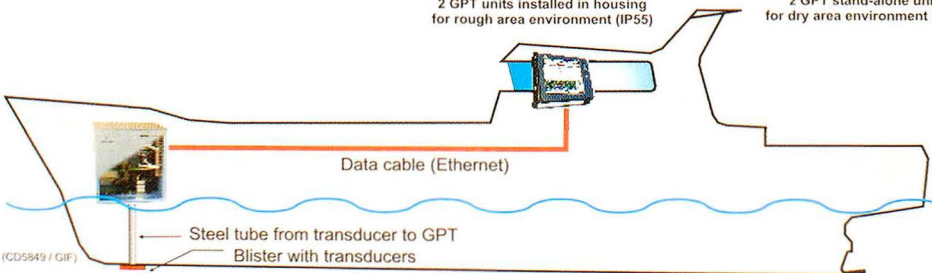 2 GPT units installed in housing
for rough area environment (IP55)
2 GPT stand-alone
for dry area environment
Data cable (Ethernet)
Steel tube from transducer to GPT
Blister with transducers
(CD5849 / GIF)